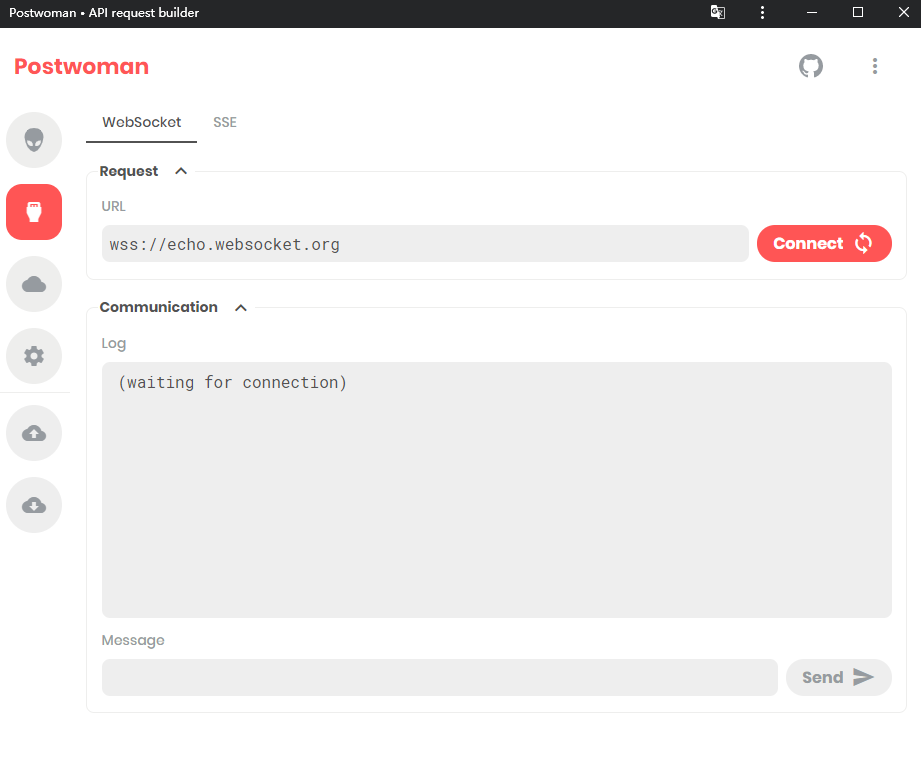 Postwoman • API request builder
Postwoman
WebSocket SSE
Request
URL
wss://echo.websocket.org Connect
Communication
Log
(waiting for connection)
Message
Send